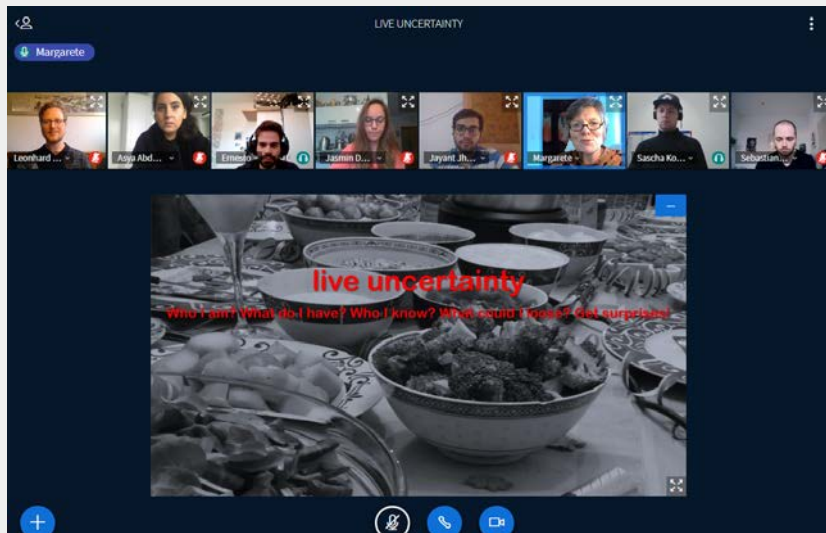 LIVE UNCERTAINTY
Margarete
Leonhard ...
Asya Abd...
Ernesto
Jasmin D...
Jayant Jh...
Margarete
Sascha Ko...
Sebastian...
live uncertainty
Who I am? What do I have? Who I know? What could I loose? Get surprises!